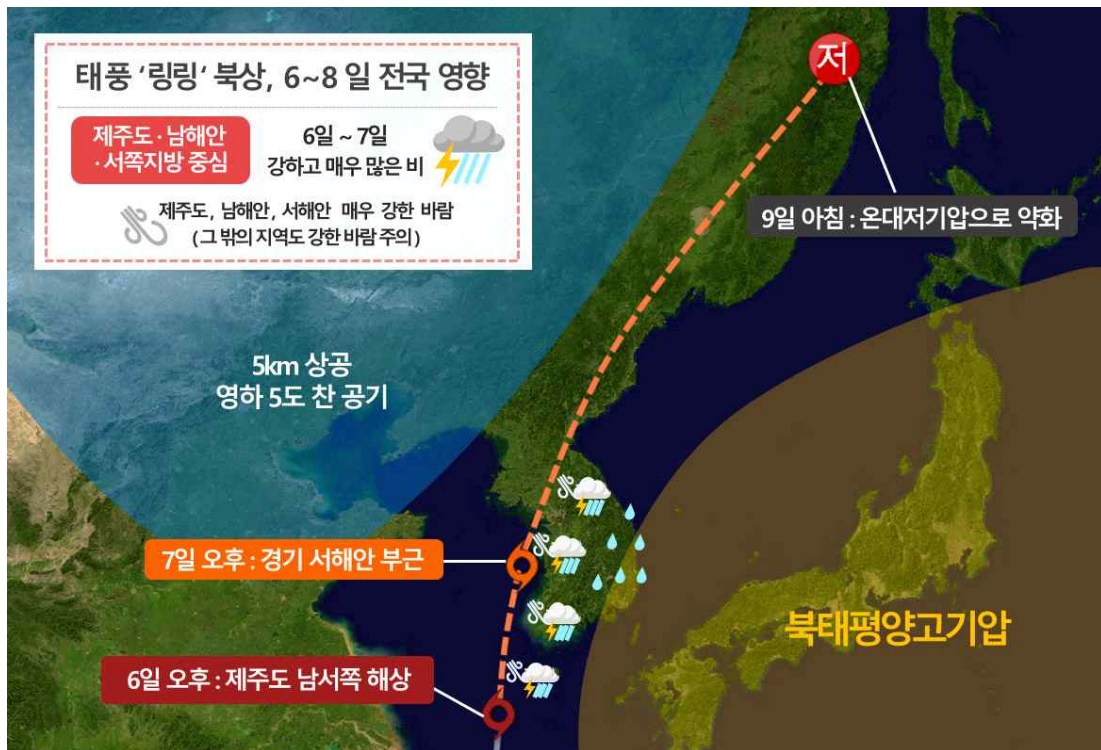 태풍 '링링' 북상, 6~8일 전국 영향
제주도·남해안
·서쪽지방 중심
6일 ~ 7일
강하고 매우 많은 비
제주도, 남해안, 서해안 매우 강한 바람
(그 밖의 지역도 강한 바람 주의)
저
9일 아침 : 온대저기압으로 약화
5km 상공
영하 5도 찬 공기
7일 오후 : 경기 서해안 부근
북태평양고기압
6일 오후 : 제주도 남서쪽 해상